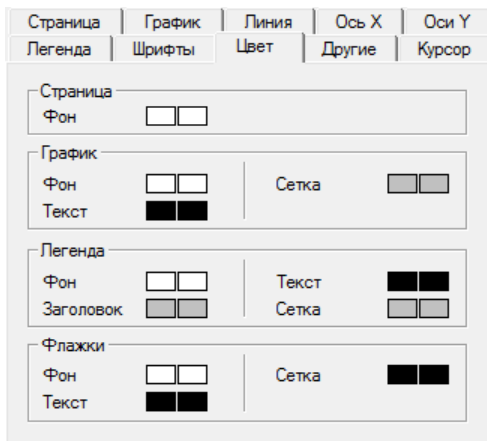 Страница График Линия Ось X Оси Y
Легенда Шрифты Цвет Другие Курсор
Страница
Фон
График
Фон Сетка
Текст
Легенда
Фон Текст
Заголовок Сетка
Флажки
Фон Сетка
Текст